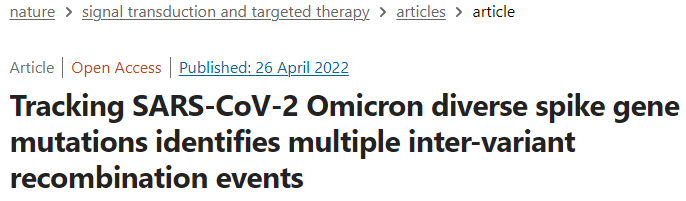 nature > signal transduction and targeted therapy > articles > article
Article | Open Access | Published: 26 April 2022
Tracking SARS-CoV-2 Omicron diverse spike gene
mutations identifies multiple inter-variant
recombination events